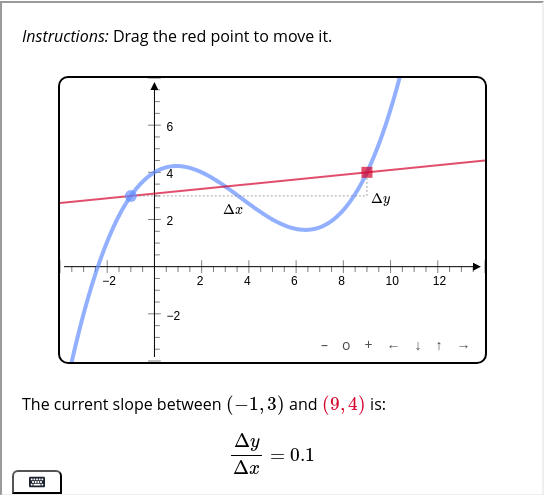 Instructions: Drag the red point to move it.
6
4
2
Δx
Δy
−2
2
4
6
8
10
12
−2
− o + ← ↓ ↑ →
The current slope between (−1, 3) and (9, 4) is:
Δy/Δx = 0.1